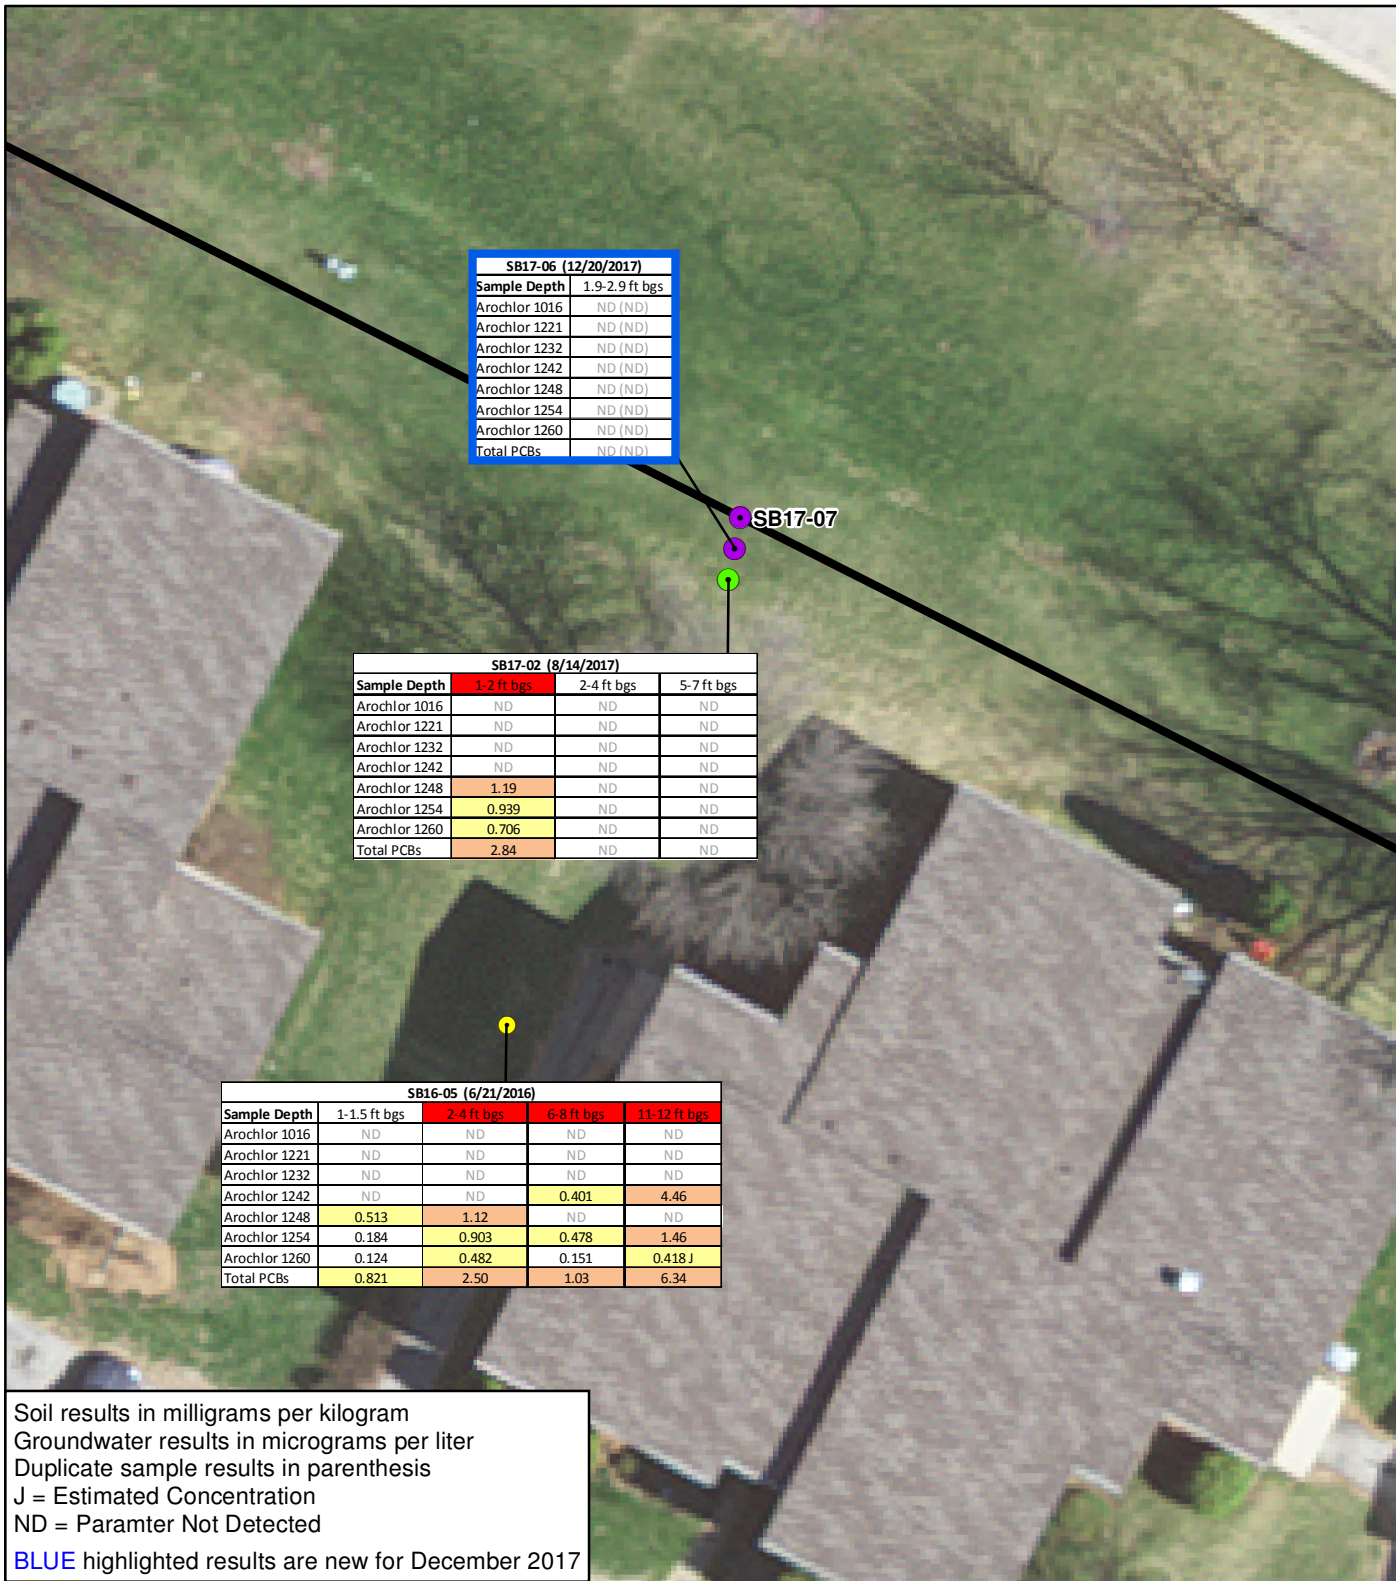 SB17-06 (12/20/2017)
Sample Depth 1.9-2.9 ft bgs
Arochlor 1016 ND (ND)
Arochlor 1221 ND (ND)
Arochlor 1232 ND (ND)
Arochlor 1242 ND (ND)
Arochlor 1248 ND (ND)
Arochlor 1254 ND (ND)
Arochlor 1260 ND (ND)
Total PCBs ND (ND)
SB17-07
SB17-02 (8/14/2017)
Sample Depth 1-2 ft bgs 2-4 ft bgs 5-7 ft bgs
Arochlor 1016 ND ND ND
Arochlor 1221 ND ND ND
Arochlor 1232 ND ND ND
Arochlor 1242 ND ND ND
Arochlor 1248 1.19 ND ND
Arochlor 1254 0.939 ND ND
Arochlor 1260 0.706 ND ND
Total PCBs 2.84 ND ND
SB16-05 (6/21/2016)
Sample Depth 1-1.5 ft bgs 2-4 ft bgs 6-8 ft bgs 11-12 ft bgs
Arochlor 1016 ND ND ND ND
Arochlor 1221 ND ND ND ND
Arochlor 1232 ND ND ND ND
Arochlor 1242 ND ND 0.401 4.46
Arochlor 1248 0.513 1.12 ND ND
Arochlor 1254 0.184 0.903 0.478 1.46
Arochlor 1260 0.124 0.482 0.151 0.418 J
Total PCBs 0.821 2.50 1.03 6.34
Soil results in milligrams per kilogram
Groundwater results in micrograms per liter
Duplicate sample results in parenthesis
J = Estimated Concentration
ND = Paramter Not Detected
BLUE highlighted results are new for December 2017